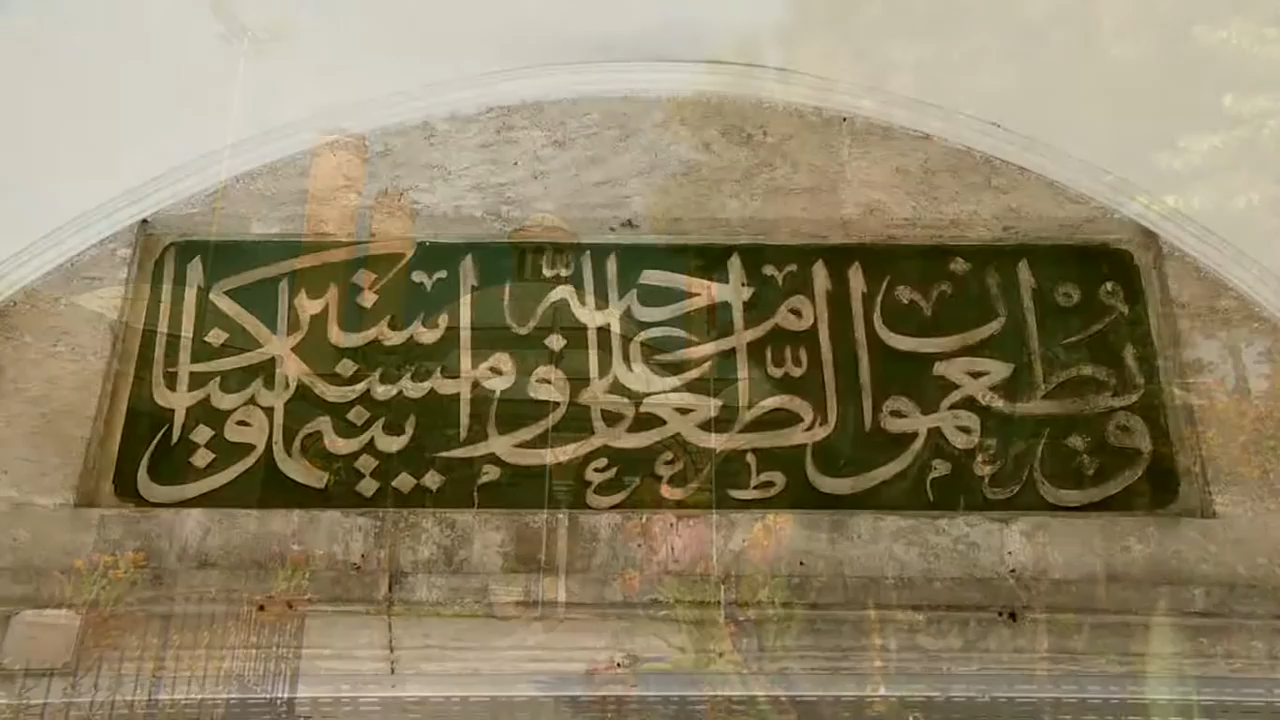 ويطعمون الطعام على حبه مسكينا ويتيما واسيرا